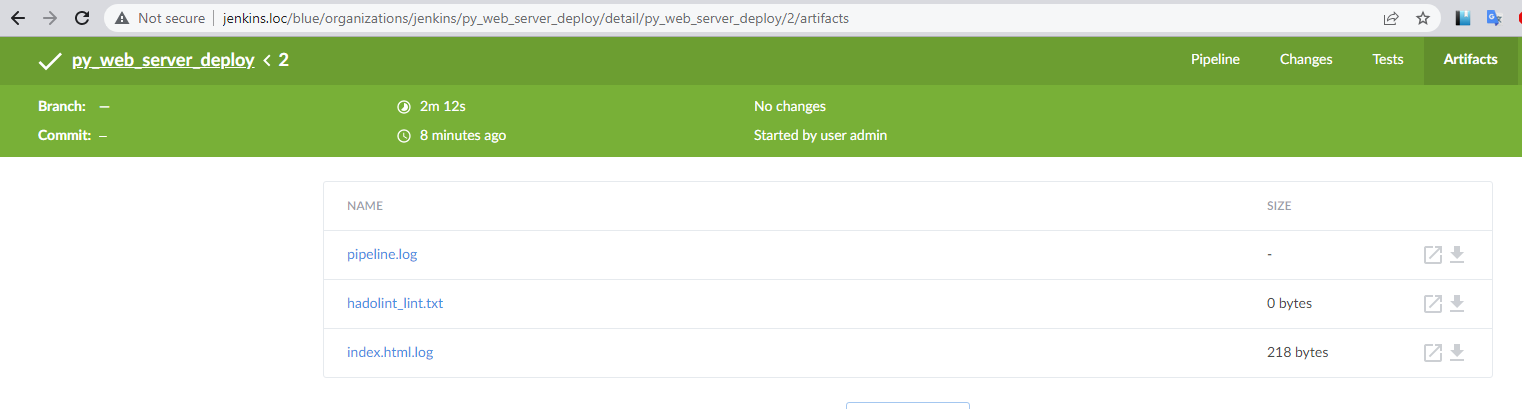 Not secure jenkins.loc/blue/organizations/jenkins/py_web_server_deploy/detail/py_web_server_deploy/2/artifacts
py_web_server_deploy < 2 Pipeline Changes Tests Artifacts
Branch: — 2m 12s No changes
Commit: – 8 minutes ago Started by user admin
NAME SIZE
pipeline.log -
hadolint_lint.txt 0 bytes
index.html.log 218 bytes